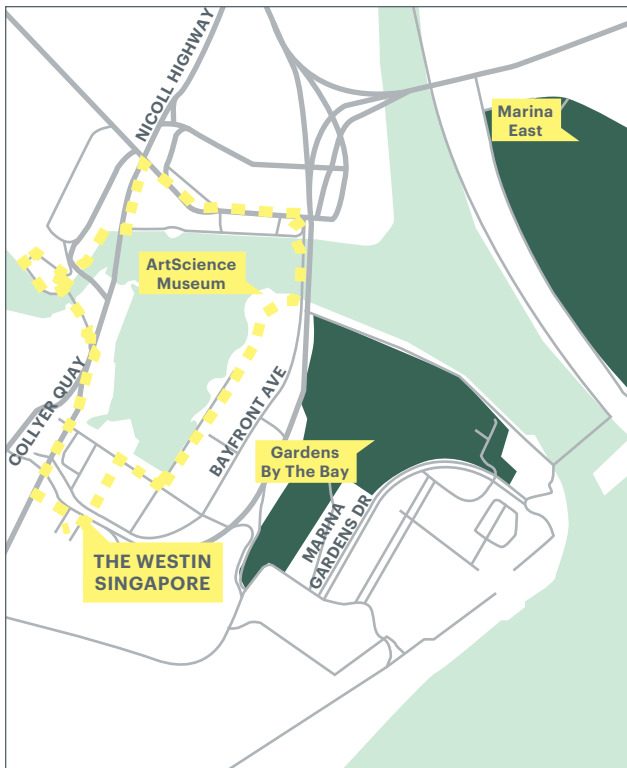 NICOLL HIGHWAY
Marina
East
ArtScience
Museum
COLLYER QUAY
BAYFRONT AVE
Gardens
By The Bay
MARINA
GARDENS DR
THE WESTIN
SINGAPORE